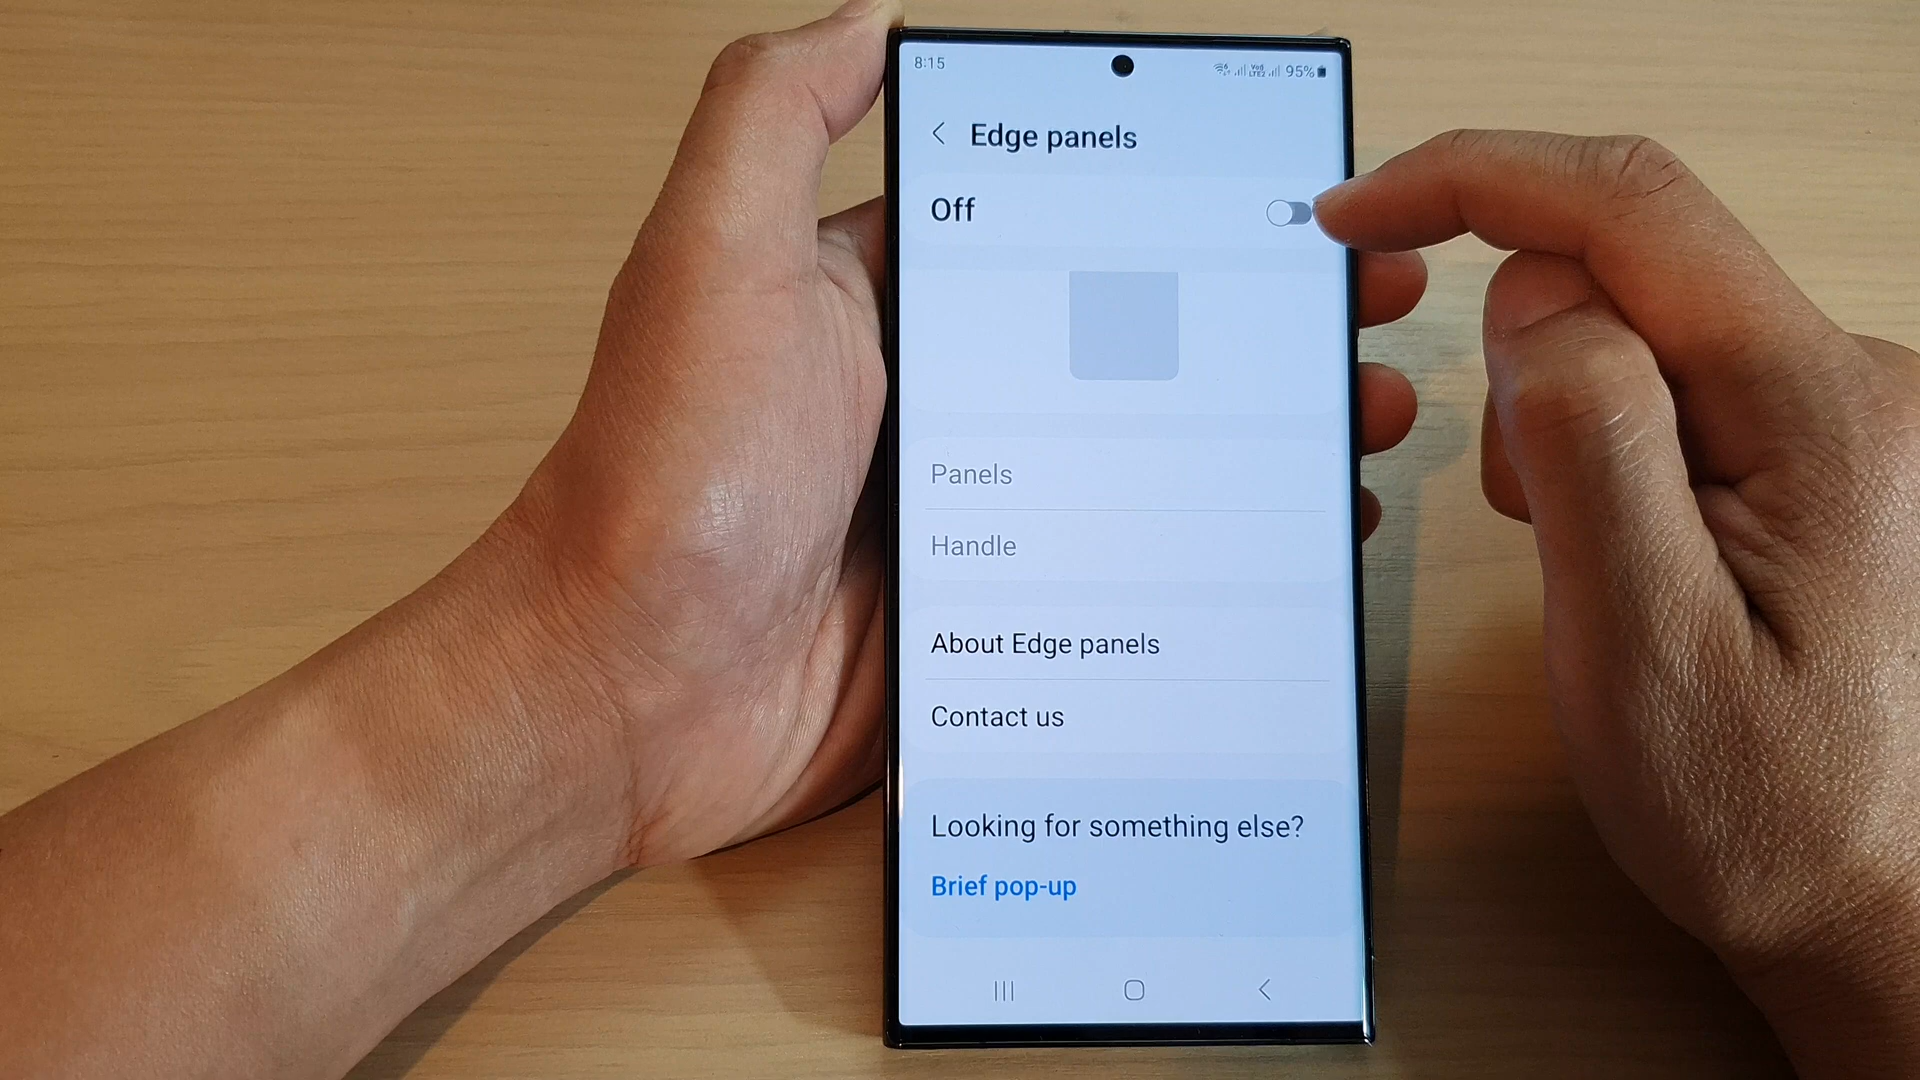 8:15
95%
Edge panels
Off
Panels
Handle
About Edge panels
Contact us
Looking for something else?
Brief pop-up